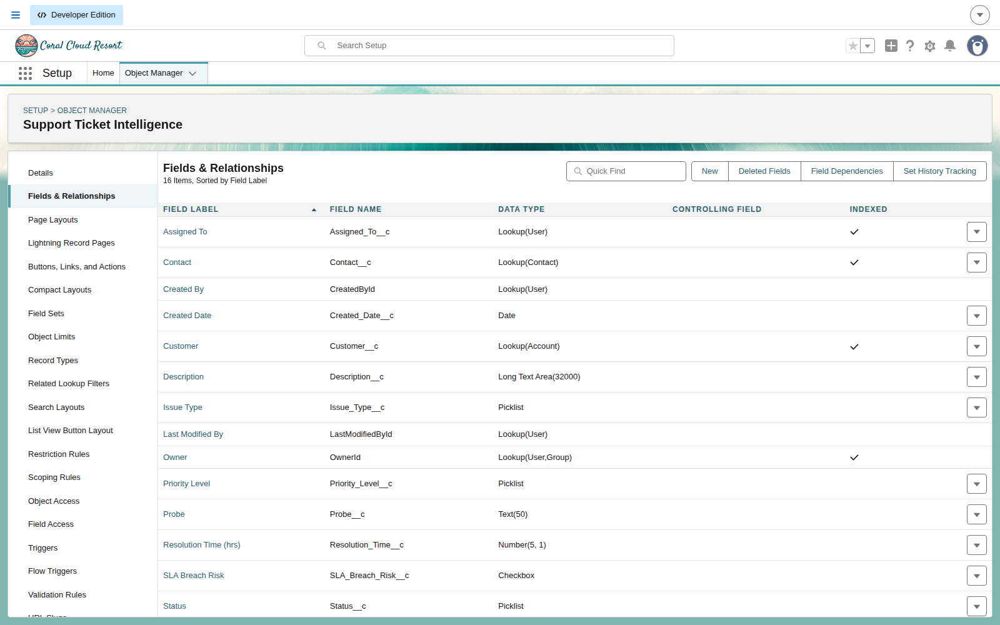 Developer Edition
Coral Cloud Resort
Search Setup
Setup
Home
Object Manager
SETUP > OBJECT MANAGER
Support Ticket Intelligence
Details
Fields & Relationships
Page Layouts
Lightning Record Pages
Buttons, Links, and Actions
Compact Layouts
Field Sets
Object Limits
Record Types
Related Lookup Filters
Search Layouts
List View Button Layout
Restriction Rules
Scoping Rules
Object Access
Field Access
Triggers
Flow Triggers
Validation Rules
Fields & Relationships
16 Items, Sorted by Field Label
Quick Find
New
Deleted Fields
Field Dependencies
Set History Tracking
FIELD LABEL FIELD NAME DATA TYPE CONTROLLING FIELD INDEXED
Assigned To Assigned_To__c Lookup(User)
Contact Contact__c Lookup(Contact)
Created By CreatedById Lookup(User)
Created Date Created_Date__c Date
Customer Customer__c Lookup(Account)
Description Description__c Long Text Area(32000)
Issue Type Issue_Type__c Picklist
Last Modified By LastModifiedById Lookup(User)
Owner OwnerId Lookup(User,Group)
Priority Level Priority_Level__c Picklist
Probe Probe__c Text(50)
Resolution Time (hrs) Resolution_Time__c Number(5, 1)
SLA Breach Risk SLA_Breach_Risk__c Checkbox
Status Status__c Picklist